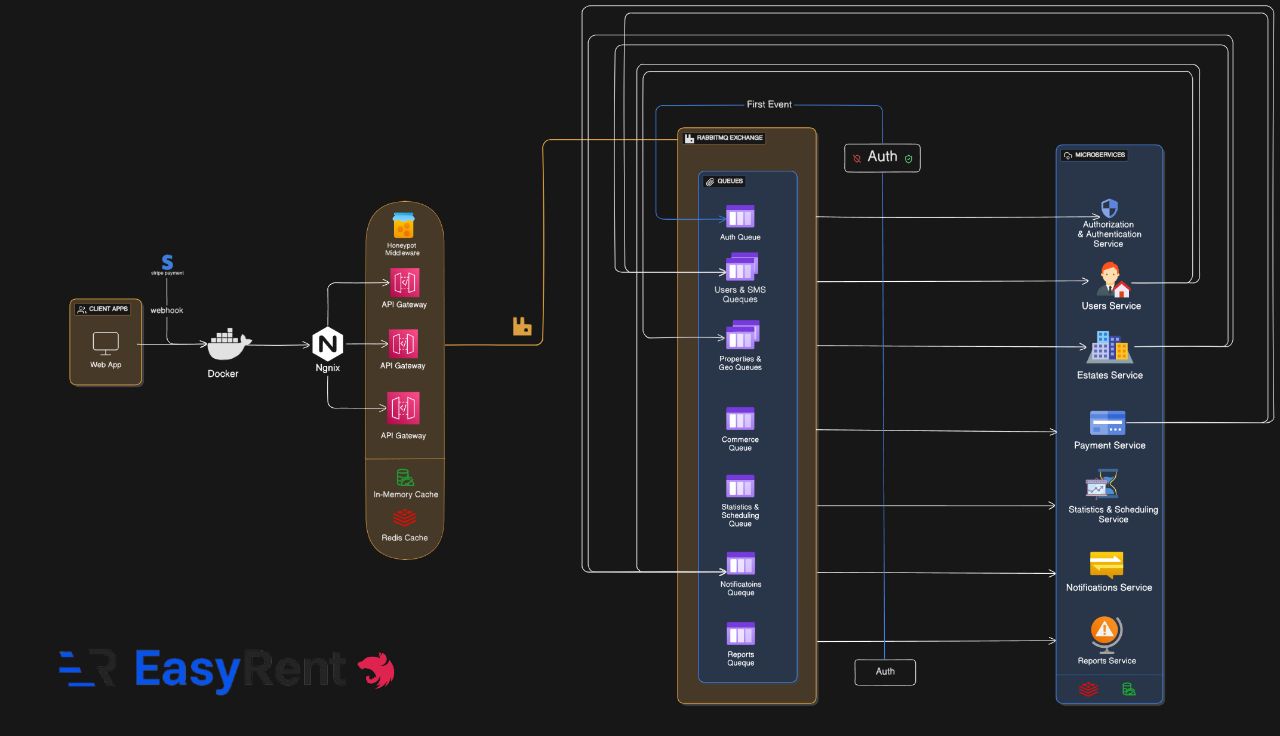 First Event
RABBITMQ EXCHANGE
Auth
MICROSERVICES
QUEUES
Auth Queue
Authorization
& Authentication
Service
Honeypot
Middleware
stripe payment
webhook
CLIENT APPS
Web App
Docker
Ngnix
API Gateway
API Gateway
API Gateway
In-Memory Cache
Redis Cache
Users & SMS
Queques
Users Service
Properties &
Geo Queues
Estates Service
Commerce
Queue
Payment Service
Statistics &
Scheduling
Queue
Statistics & Scheduling
Service
Notificatoins
Queque
Notifications Service
Reports
Queque
Reports Service
Auth
ER EasyRent